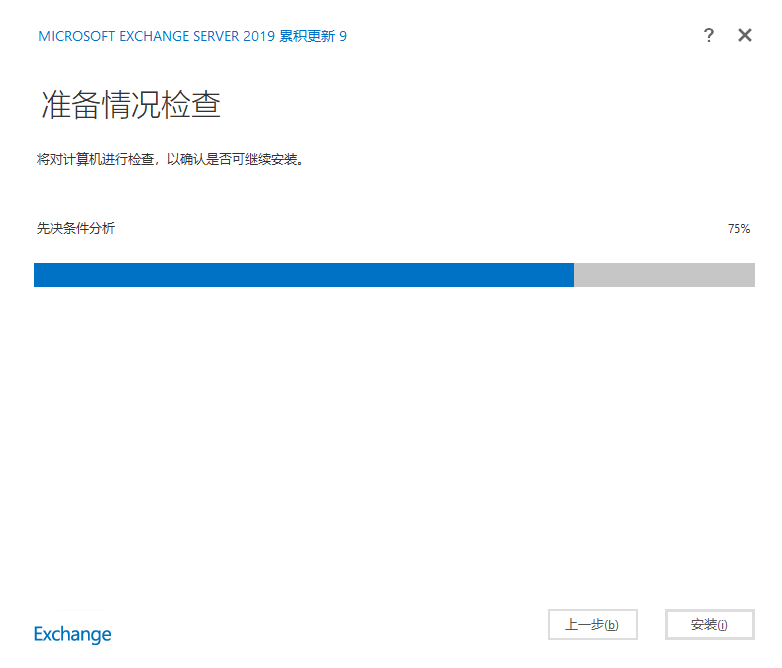 MICROSOFT EXCHANGE SERVER 2019 累积更新 9
?
准备情况检查
将对计算机进行检查，以确认是否可继续安装。
先决条件分析 75%
Exchange 上一步(b) 安装(i)